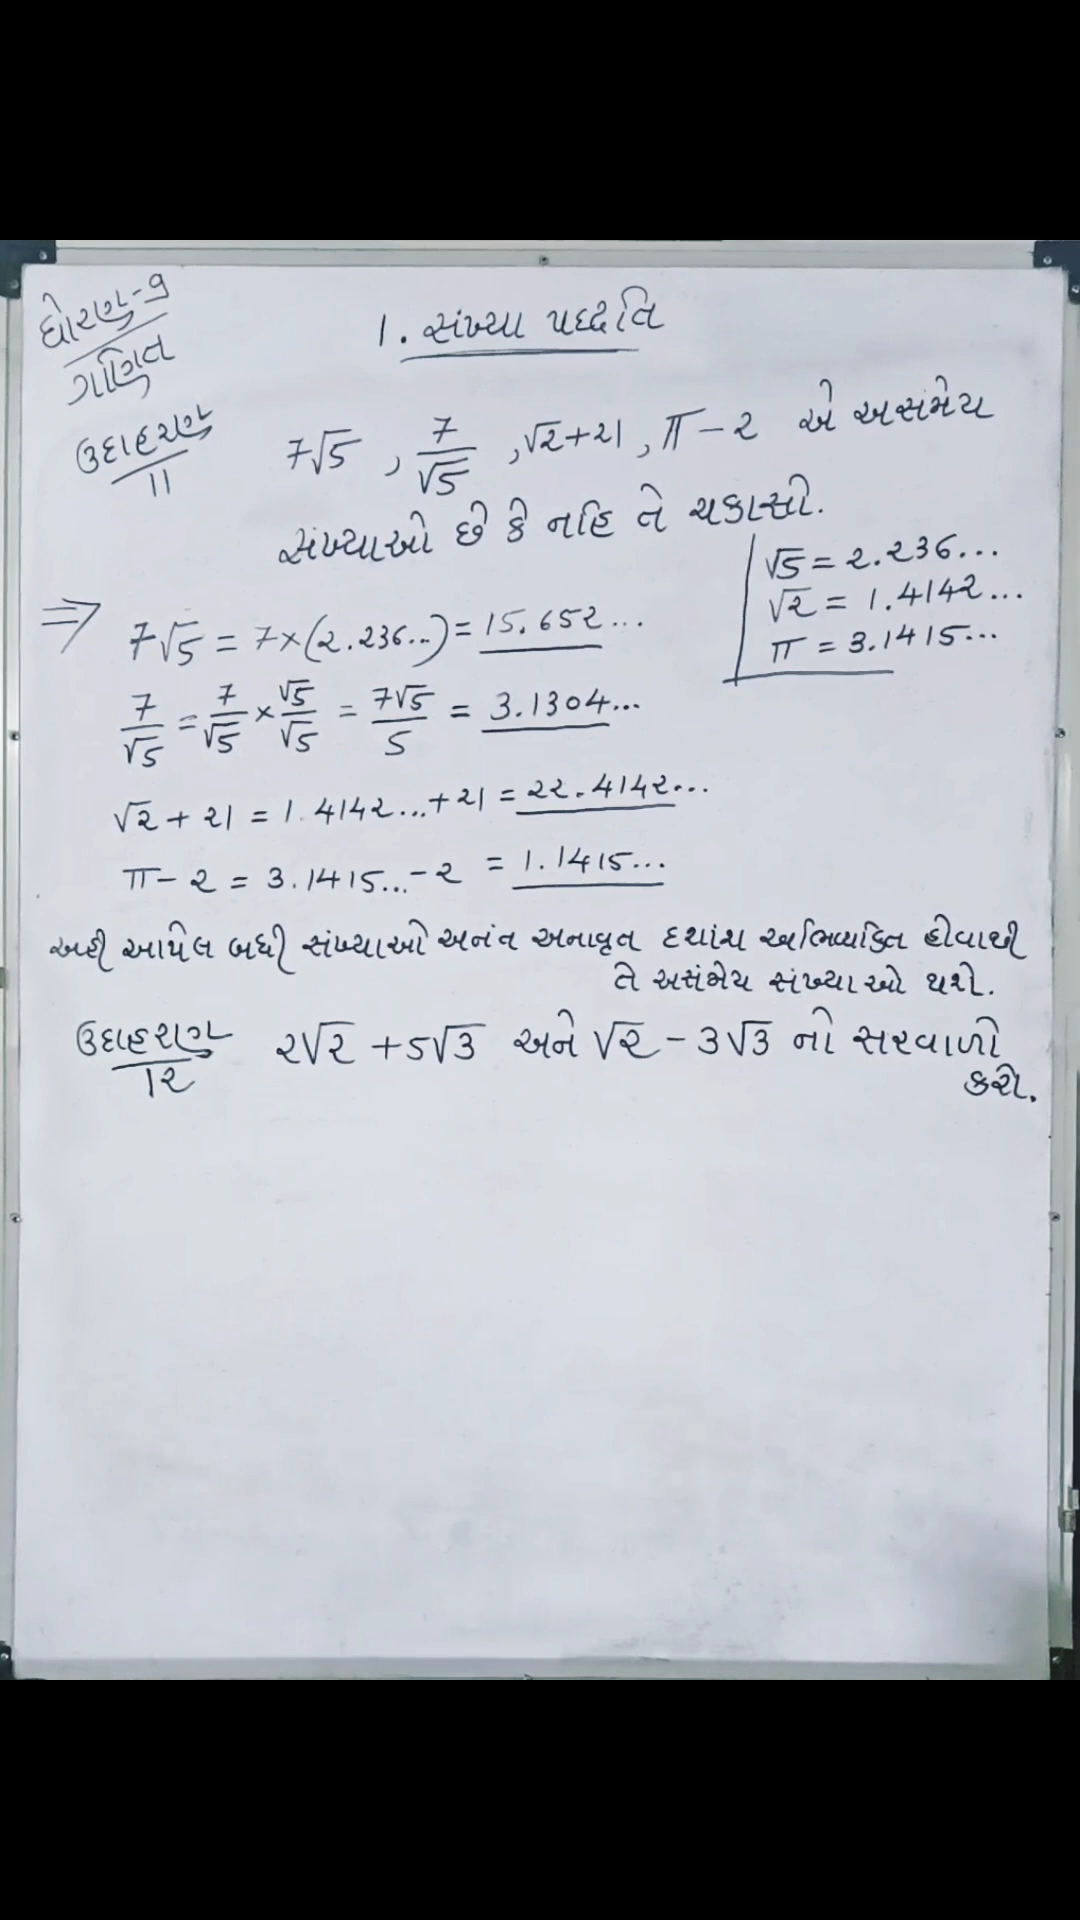 ધોરણ-9
ગણિત
1. સંખ્યા પદ્ધતિ
ઉદાહરણ 11
7√5 , 7/√5 , √2+21 , π-2 એ અસંમેય
સંખ્યાઓ છે કે નહિ તે ચકાસો.
√5 = 2.236...
√2 = 1.4142...
π = 3.1415...
⇒ 7√5 = 7×(2.236...) = 15.652...
7/√5 = 7/√5 × √5/√5 = 7√5/5 = 3.1304...
√2 + 21 = 1.4142...+21 = 22.4142...
π - 2 = 3.1415...-2 = 1.1415...
અહી આપેલ બધી સંખ્યાઓ અનંત અનાવૃત દશાંશ અભિવ્યક્તિ હોવાથી
તે અસંમેય સંખ્યાઓ થશે.
ઉદાહરણ 12
2√2 + 5√3 અને √2 - 3√3 નો સરવાળો
કરો.